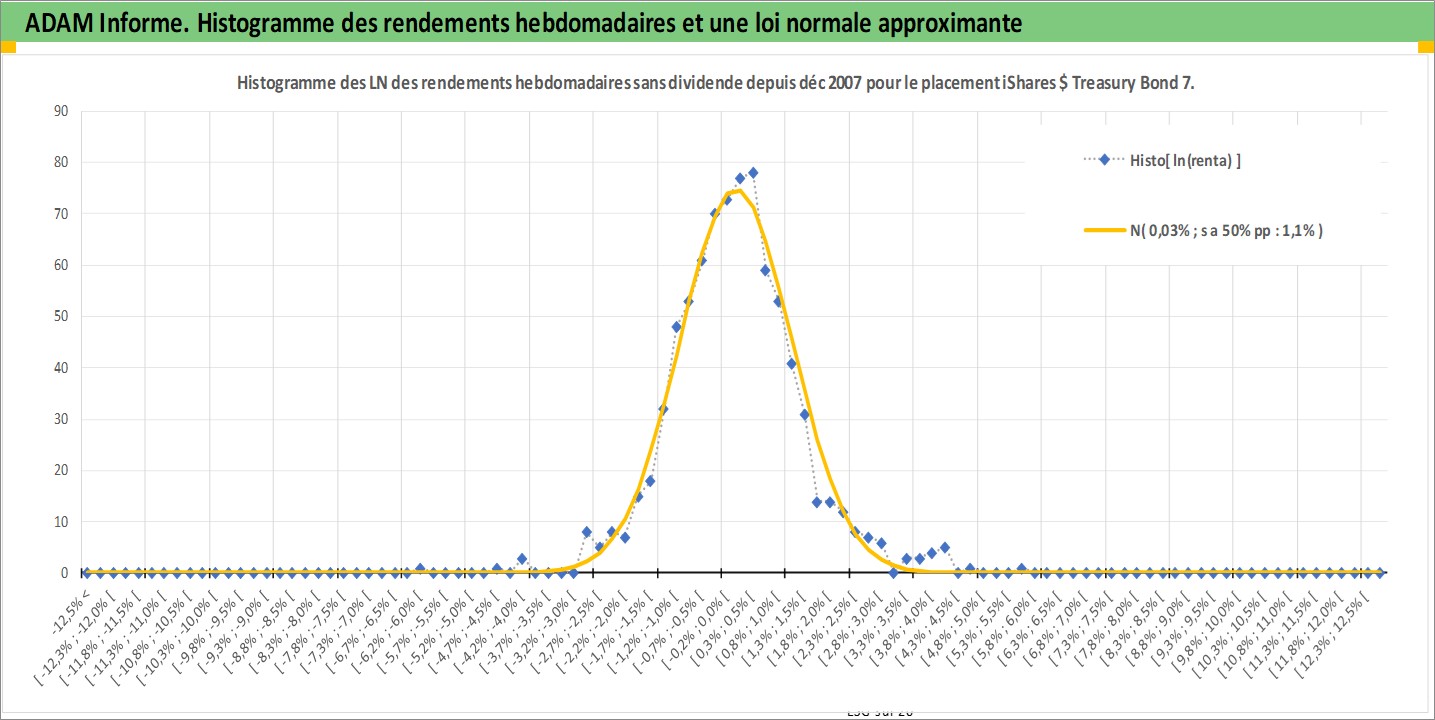 ADAM Informe. Histogramme des rendements hebdomadaires et une loi normale approximante
Histogramme des LN des rendements hebdomadaires sans dividende depuis déc 2007 pour le placement iShares $ Treasury Bond 7.
90
80
70
60
50
40
30
20
10
0
Histo[ ln(renta) ]
N( 0,03% ; s a 50% pp : 1,1% )
-12,5% <
[ -12,3% ; -12,0% [
[ -11,8% ; -11,5% [
[ -11,3% ; -11,0% [
[ -10,8% ; -10,5% [
[ -10,3% ; -10,0% [
[ -9,8% ; -9,5% [
[ -9,3% ; -9,0% [
[ -8,8% ; -8,5% [
[ -8,3% ; -8,0% [
[ -7,8% ; -7,5% [
[ -7,3% ; -7,0% [
[ -6,7% ; -6,5% [
[ -6,2% ; -6,0% [
[ -5,7% ; -5,5% [
[ -5,2% ; -5,0% [
[ -4,7% ; -4,5% [
[ -4,2% ; -4,0% [
[ -3,7% ; -3,5% [
[ -3,2% ; -3,0% [
[ -2,7% ; -2,5% [
[ -2,2% ; -2,0% [
[ -1,7% ; -1,5% [
[ -1,2% ; -1,0% [
[ -0,7% ; -0,5% [
[ -0,2% ; 0,0% [
[ 0,3% ; 0,5% [
[ 0,8% ; 1,0% [
[ 1,3% ; 1,5% [
[ 1,8% ; 2,0% [
[ 2,3% ; 2,5% [
[ 2,8% ; 3,0% [
[ 3,3% ; 3,5% [
[ 3,8% ; 4,0% [
[ 4,3% ; 4,5% [
[ 4,8% ; 5,0% [
[ 5,3% ; 5,5% [
[ 5,8% ; 6,0% [
[ 6,3% ; 6,5% [
[ 6,8% ; 7,0% [
[ 7,3% ; 7,5% [
[ 7,8% ; 8,0% [
[ 8,3% ; 8,5% [
[ 8,8% ; 9,0% [
[ 9,3% ; 9,5% [
[ 9,8% ; 10,0% [
[ 10,3% ; 10,5% [
[ 10,8% ; 11,0% [
[ 11,3% ; 11,5% [
[ 11,8% ; 12,0% [
[ 12,3% ; 12,5% [